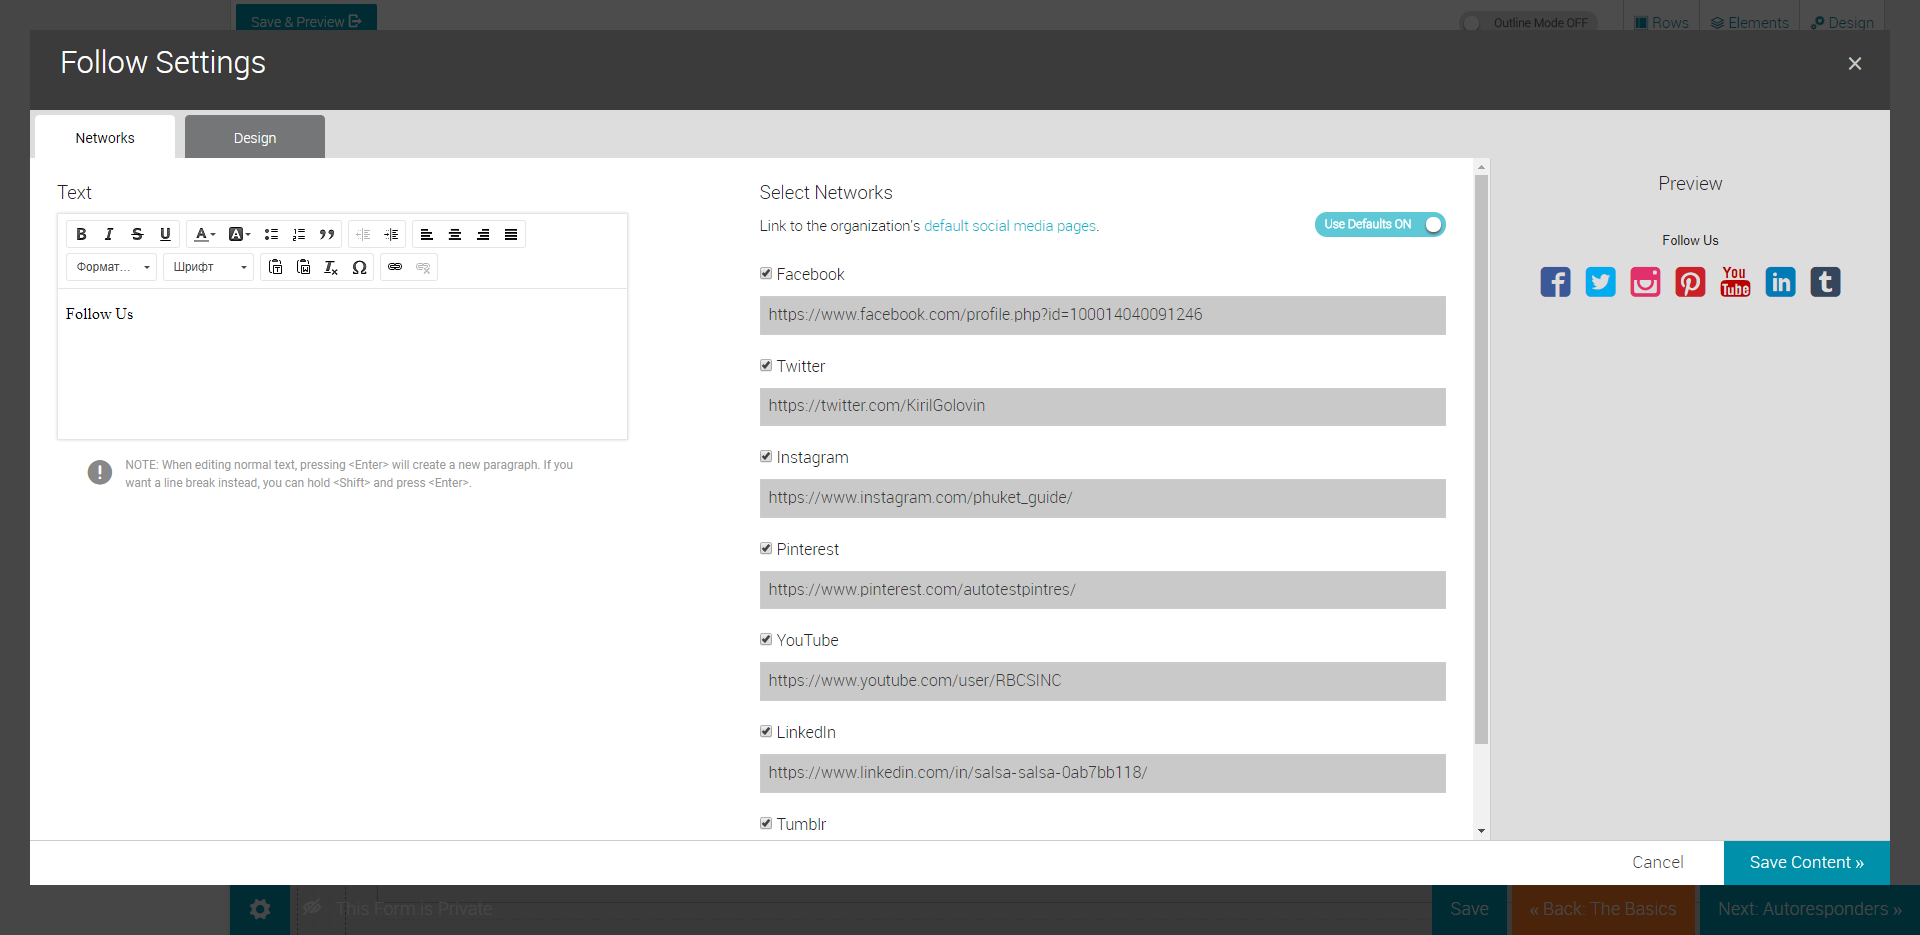 Save & Preview
Outline Mode OFF
Rows
Elements
Design
Follow Settings
Networks
Design
Text
Формат...
Шрифт
Follow Us
NOTE: When editing normal text, pressing <Enter> will create a new paragraph. If you
want a line break instead, you can hold <Shift> and press <Enter>.
Select Networks
Link to the organization's default social media pages.
Use Defaults ON
Facebook
https://www.facebook.com/profile.php?id=100014040091246
Twitter
https://twitter.com/KirilGolovin
Instagram
https://www.instagram.com/phuket_guide/
Pinterest
https://www.pinterest.com/autotestpintres/
YouTube
https://www.youtube.com/user/RBCSINC
LinkedIn
https://www.linkedin.com/in/salsa-salsa-0ab7bb118/
Tumblr
Preview
Follow Us
You
Tube
Cancel
Save Content »
This Form is Private
Save
« Back: The Basics
Next: Autoresponders »